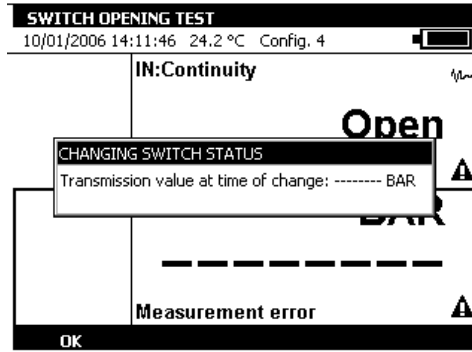 SWITCH OPENING TEST
10/01/2006 14:11:46 24.2 °C Config. 4
IN:Continuity
Open
CHANGING SWITCH STATUS
Transmission value at time of change: -------- BAR
BAR
--------
Measurement error
OK